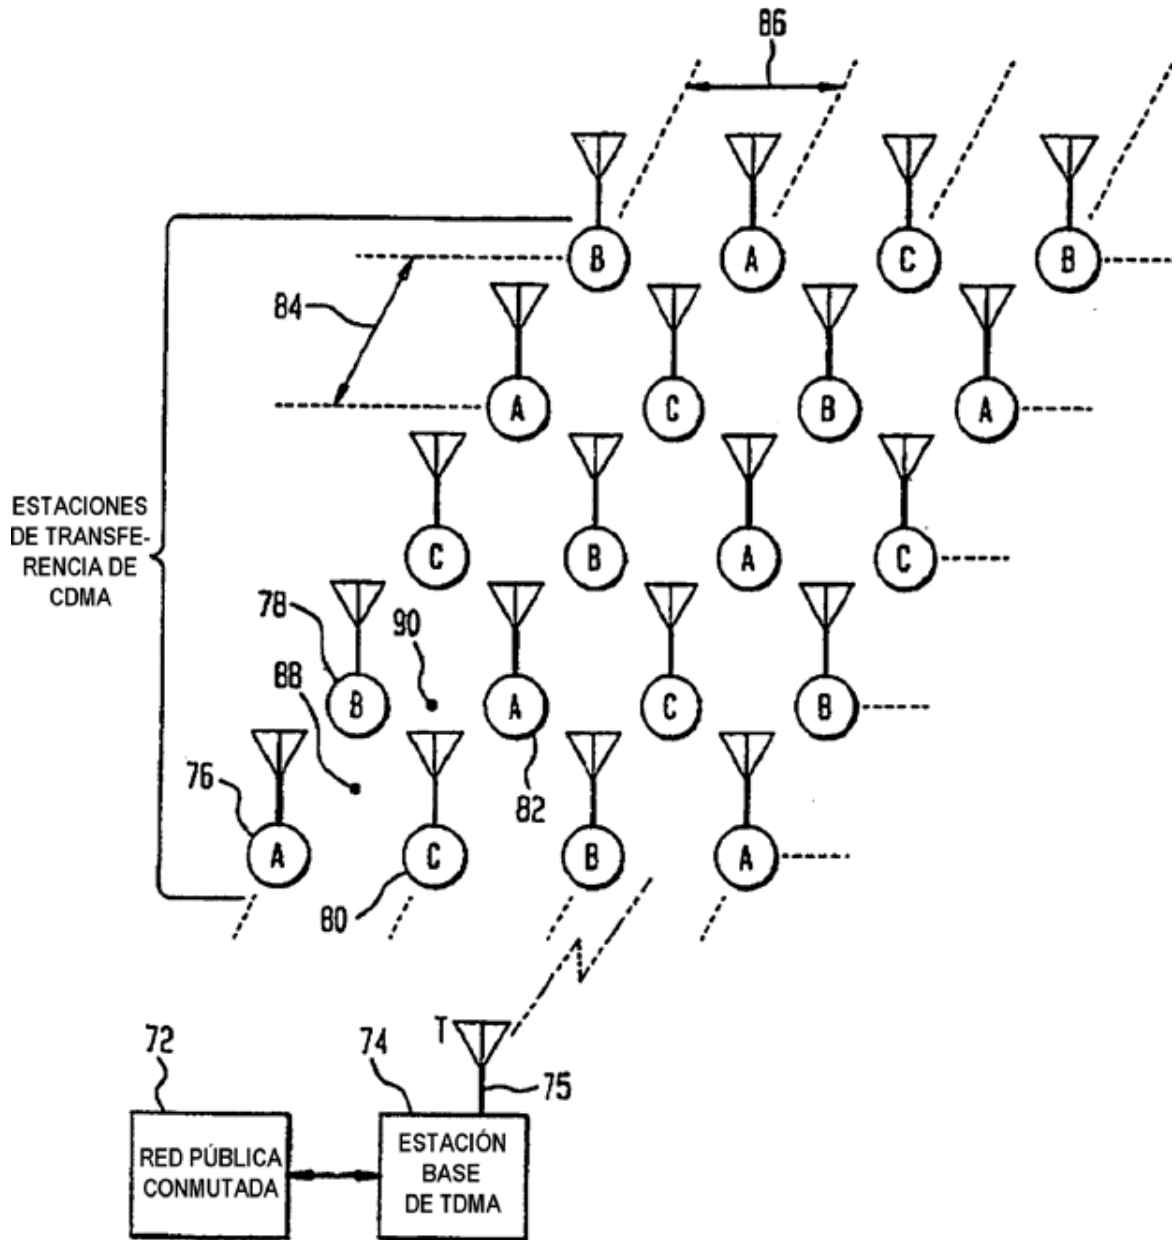 86
B A C B
84
A C B A
ESTACIONES
DE TRANSFE-
RENCIA DE
CDMA
C B A C
78
90
88
B A C B
76
82
A C B A
80
T
72
74
75
RED PÚBLICA
CONMUTADA
ESTACIÓN
BASE
DE TDMA